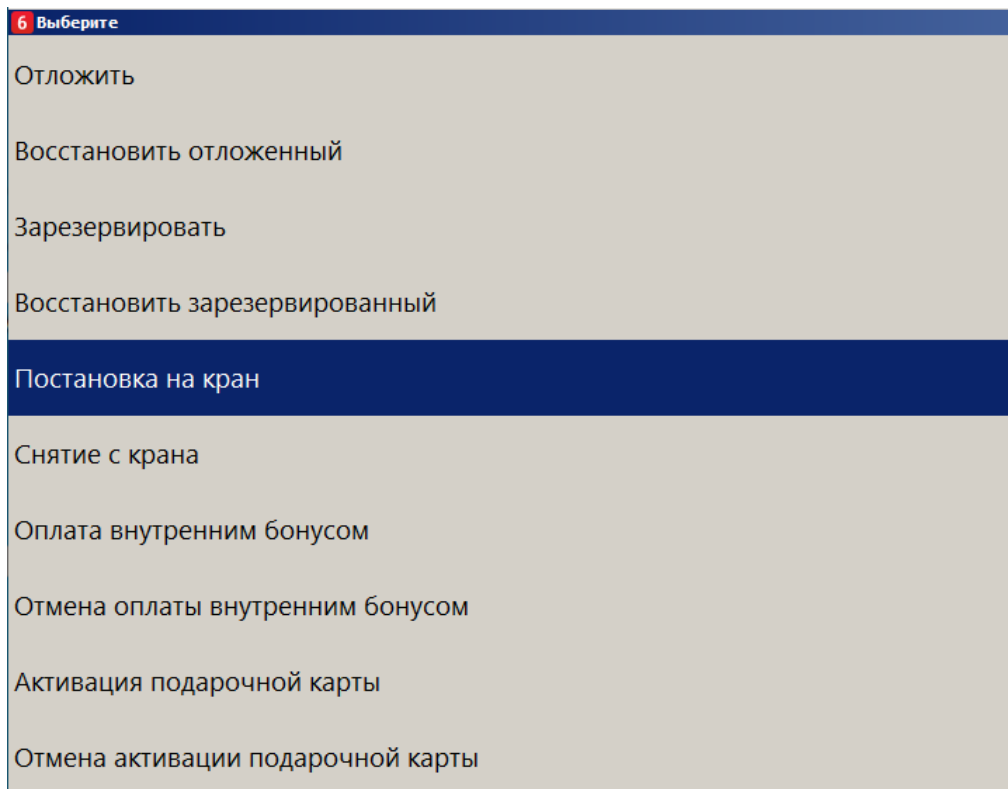 6 Выберите
Отложить
Восстановить отложенный
Зарезервировать
Восстановить зарезервированный
Постановка на кран
Снятие с крана
Оплата внутренним бонусом
Отмена оплаты внутренним бонусом
Активация подарочной карты
Отмена активации подарочной карты